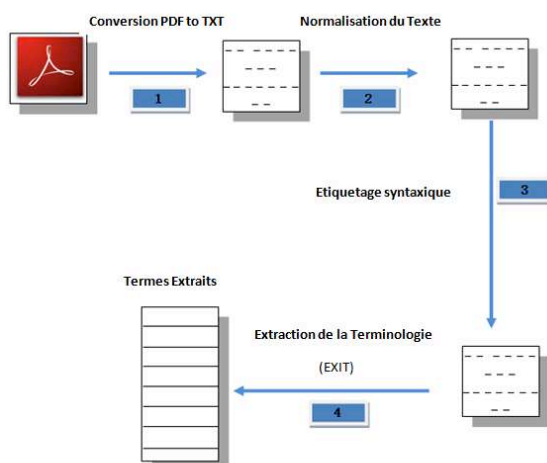 Conversion PDF to TXT
Normalisation du Texte
1
2
Etiquetage syntaxique
3
Termes Extraits
Extraction de la Terminologie
(EXIT)
4